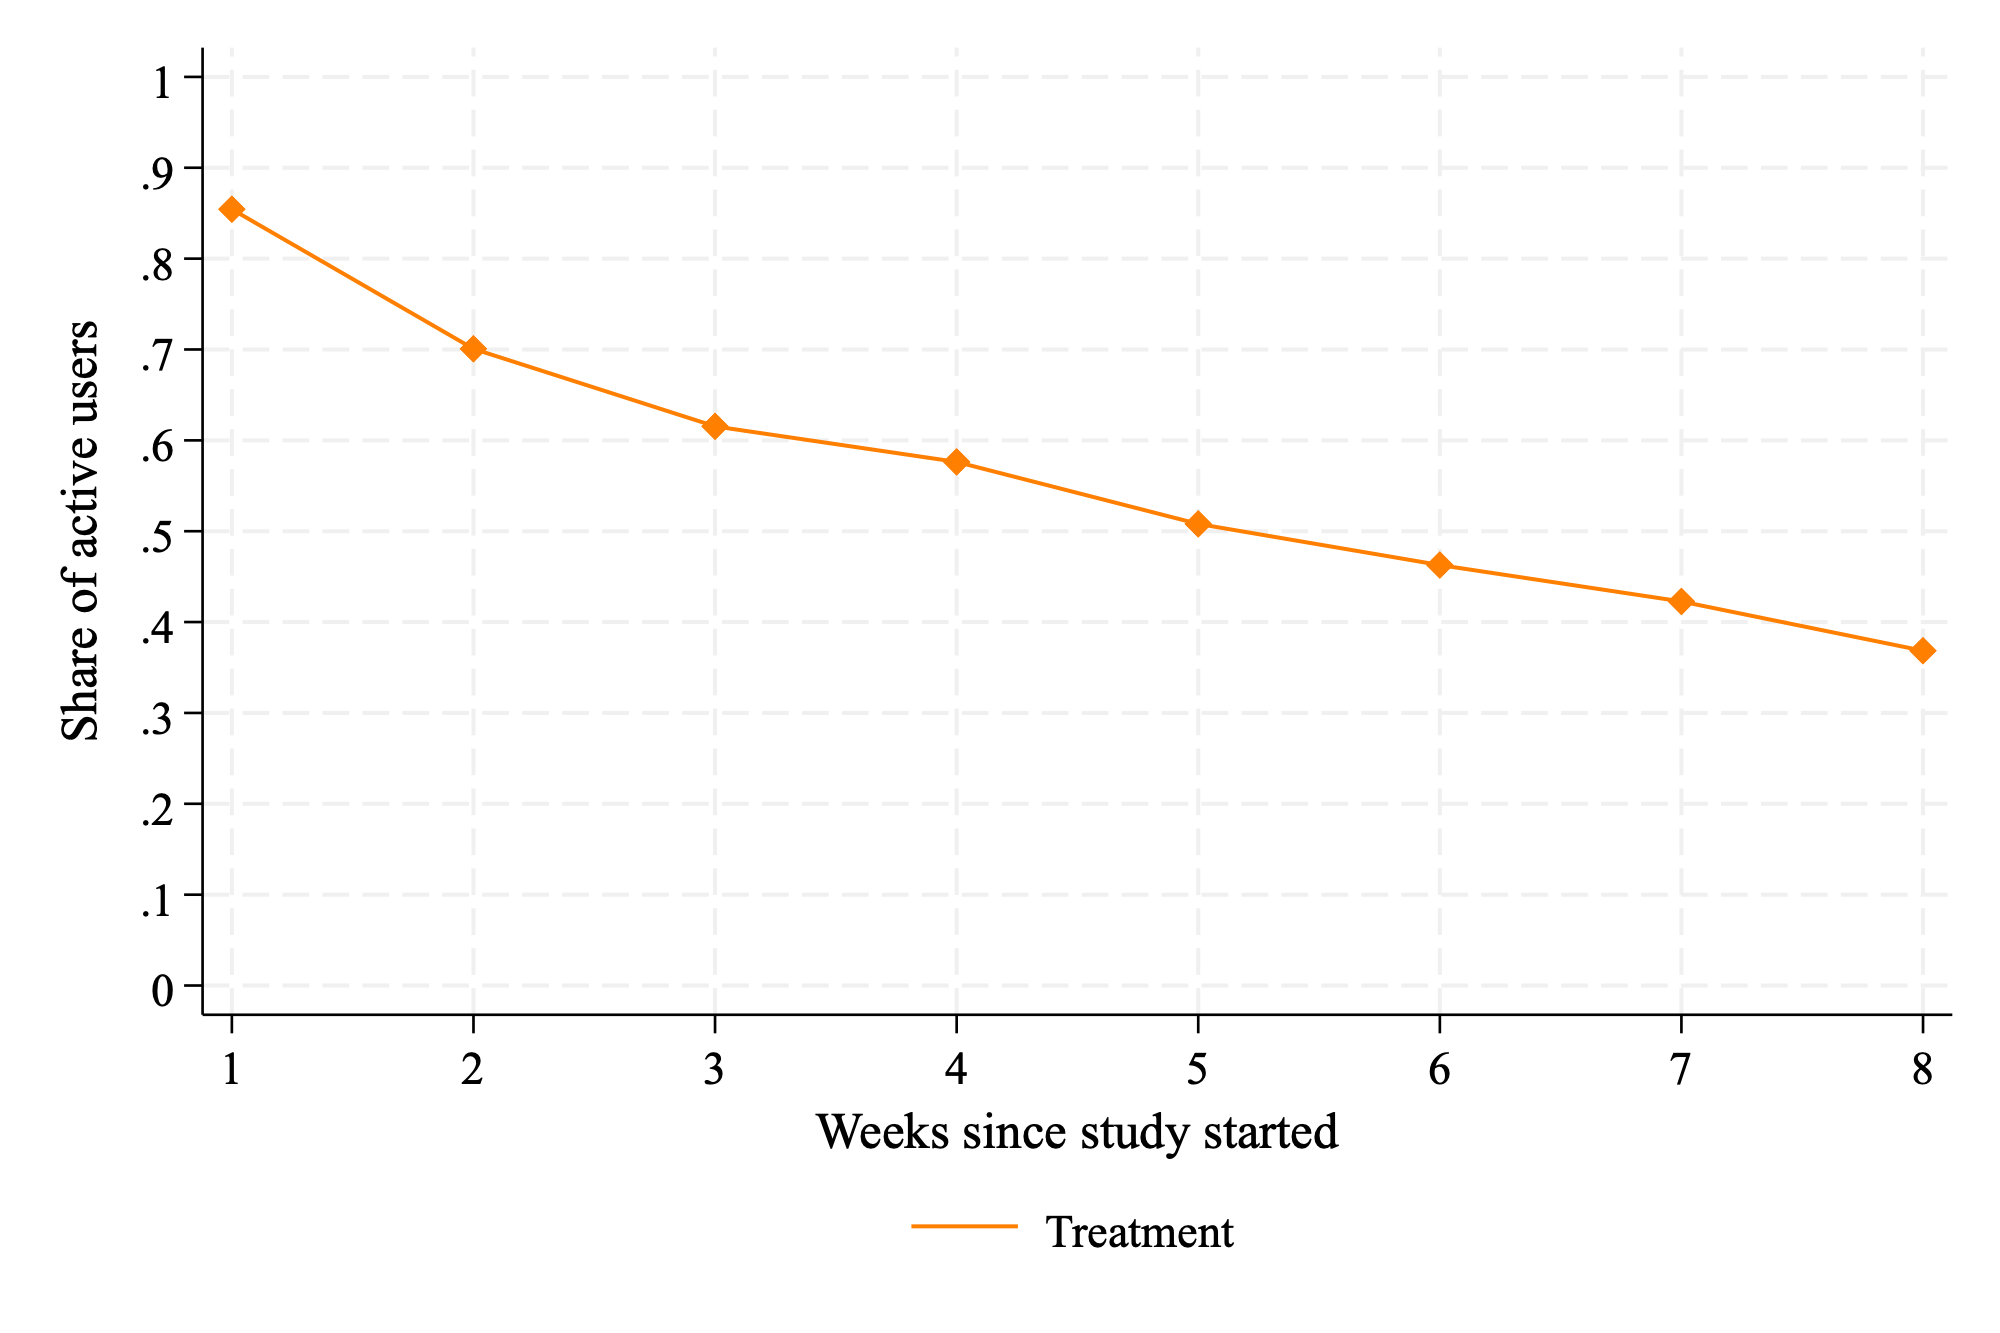 1
.9
.8
.7
.6
.5
.4
.3
.2
.1
0
Share of active users
1 2 3 4 5 6 7 8
Weeks since study started
Treatment